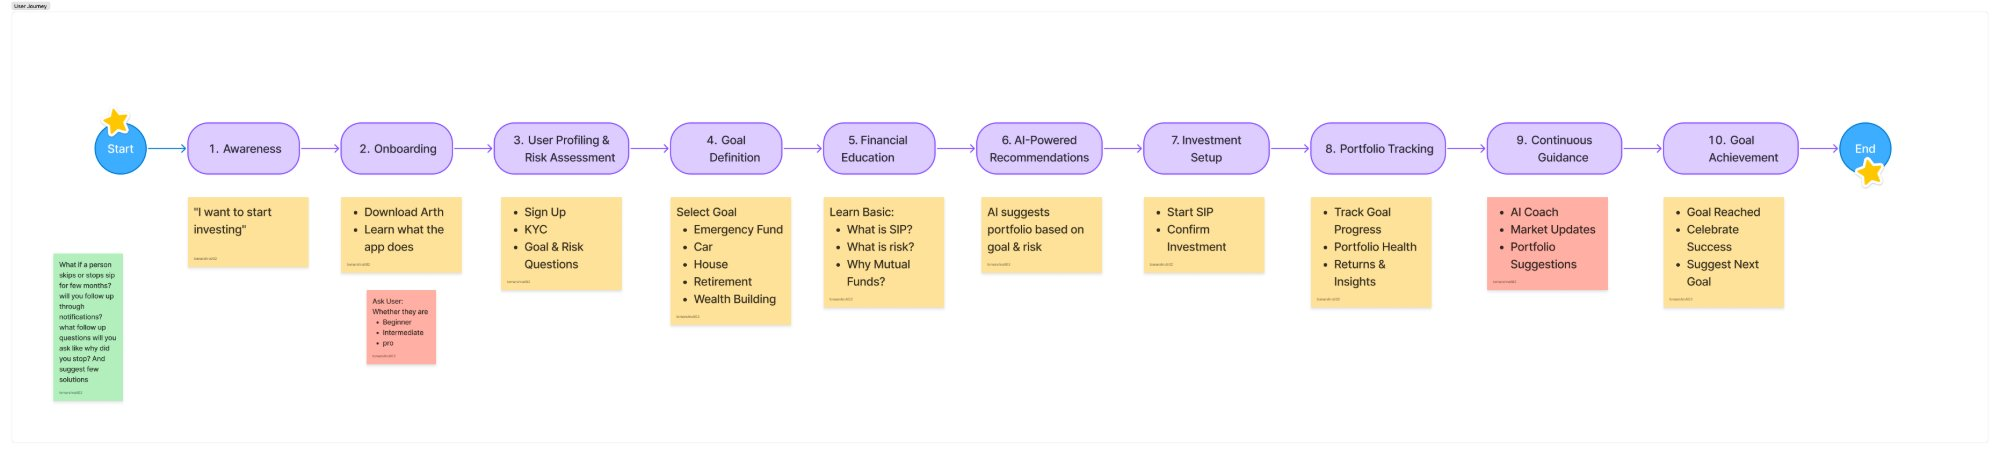 User Journey
Start
1. Awareness
2. Onboarding
3. User Profiling &
Risk Assessment
4. Goal
Definition
5. Financial
Education
6. AI-Powered
Recommendations
7. Investment
Setup
8. Portfolio Tracking
9. Continuous
Guidance
10. Goal
Achievement
End
"I want to start
investing"
• Download Arth
• Learn what the
app does
• Sign Up
• KYC
• Goal & Risk
Questions
Select Goal
• Emergency Fund
• Car
• House
• Retirement
• Wealth Building
Learn Basic:
• What is SIP?
• What is risk?
• Why Mutual
Funds?
AI suggests
portfolio based on
goal & risk
• Start SIP
• Confirm
Investment
• Track Goal
Progress
• Portfolio Health
• Returns &
Insights
• AI Coach
• Market Updates
• Portfolio
Suggestions
• Goal Reached
• Celebrate
Success
• Suggest Next
Goal
What if a person
skips or stops sip
for few months?
will you follow up
through
notifications?
what follow up
questions will you
ask like why did
you stop? And
suggest few
solutions
Ask User:
Whether they are
• Beginner
• Intermediate
• pro